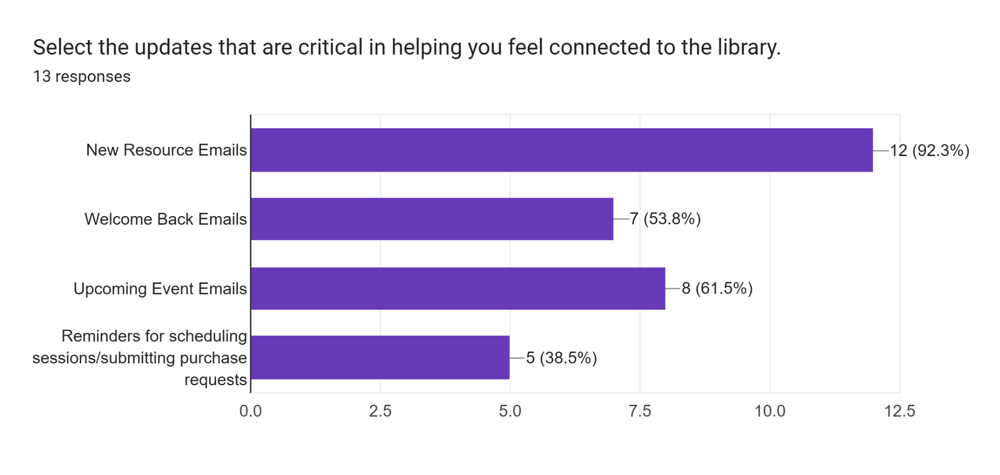 Select the updates that are critical in helping you feel connected to the library.
13 responses
New Resource Emails
12 (92.3%)
Welcome Back Emails
7 (53.8%)
Upcoming Event Emails
8 (61.5%)
Reminders for scheduling
sessions/submitting purchase
requests
5 (38.5%)
0.0 2.5 5.0 7.5 10.0 12.5